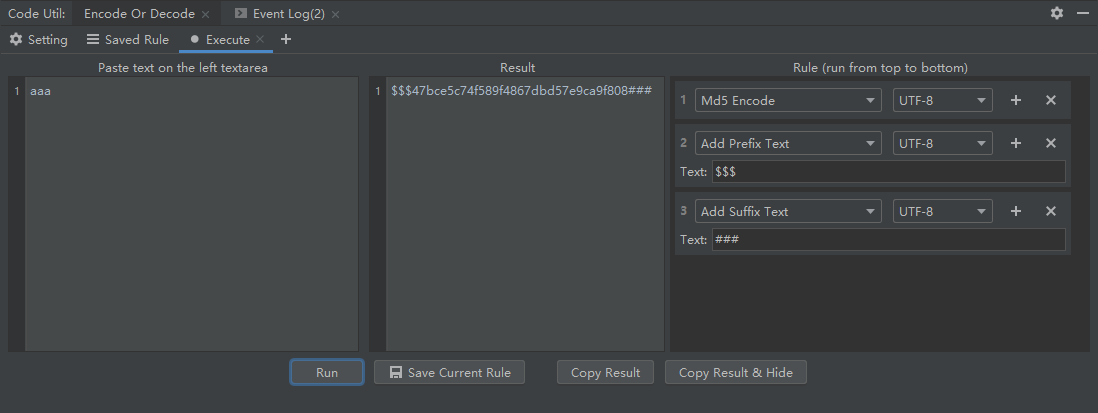 Code Util: Encode Or Decode Event Log(2)
Setting Saved Rule Execute
Paste text on the left textarea Result Rule (run from top to bottom)
1 aaa
1 $$$47bce5c74f589f4867dbd57e9ca9f808###
1 Md5 Encode UTF-8
2 Add Prefix Text UTF-8
Text: $$$
3 Add Suffix Text UTF-8
Text: ###
Run Save Current Rule Copy Result Copy Result & Hide